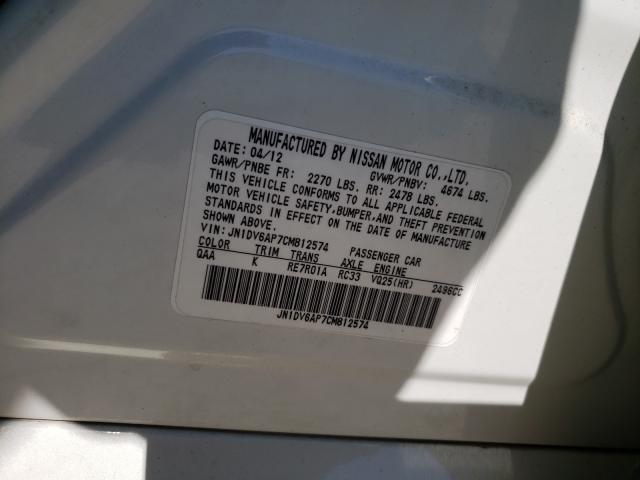 MANUFACTURED BY NISSAN MOTOR CO.,LTD.
DATE: 04/12 GVWR/PNBV: 4674 LBS.
GAWR/PNBE FR: 2270 LBS. RR: 2478 LBS.
THIS VEHICLE CONFORMS TO ALL APPLICABLE FEDERAL
MOTOR VEHICLE SAFETY,BUMPER,AND THEFT PREVENTION
STANDARDS IN EFFECT ON THE DATE OF MANUFACTURE
SHOWN ABOVE.
VIN: JN1DV6AP7CM812574 PASSENGER CAR
COLOR TRIM TRANS AXLE ENGINE
QAA K RE7R01A RC33 VQ25(HR) 2496CC
JN1DV6AP7CM812574